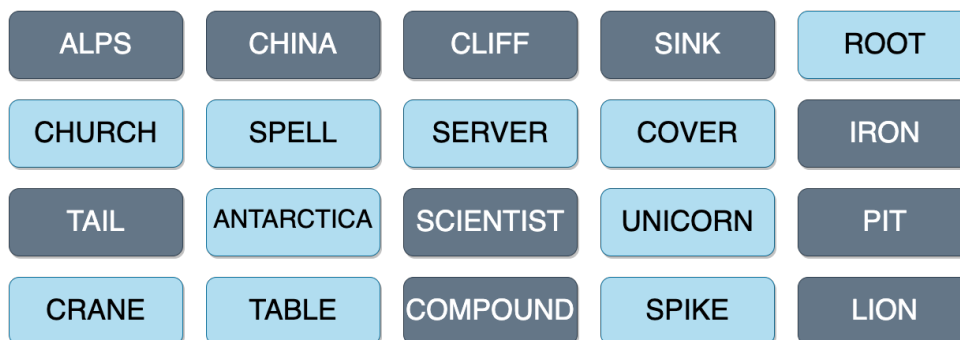 ALPS CHINA CLIFF SINK ROOT
CHURCH SPELL SERVER COVER IRON
TAIL ANTARCTICA SCIENTIST UNICORN PIT
CRANE TABLE COMPOUND SPIKE LION